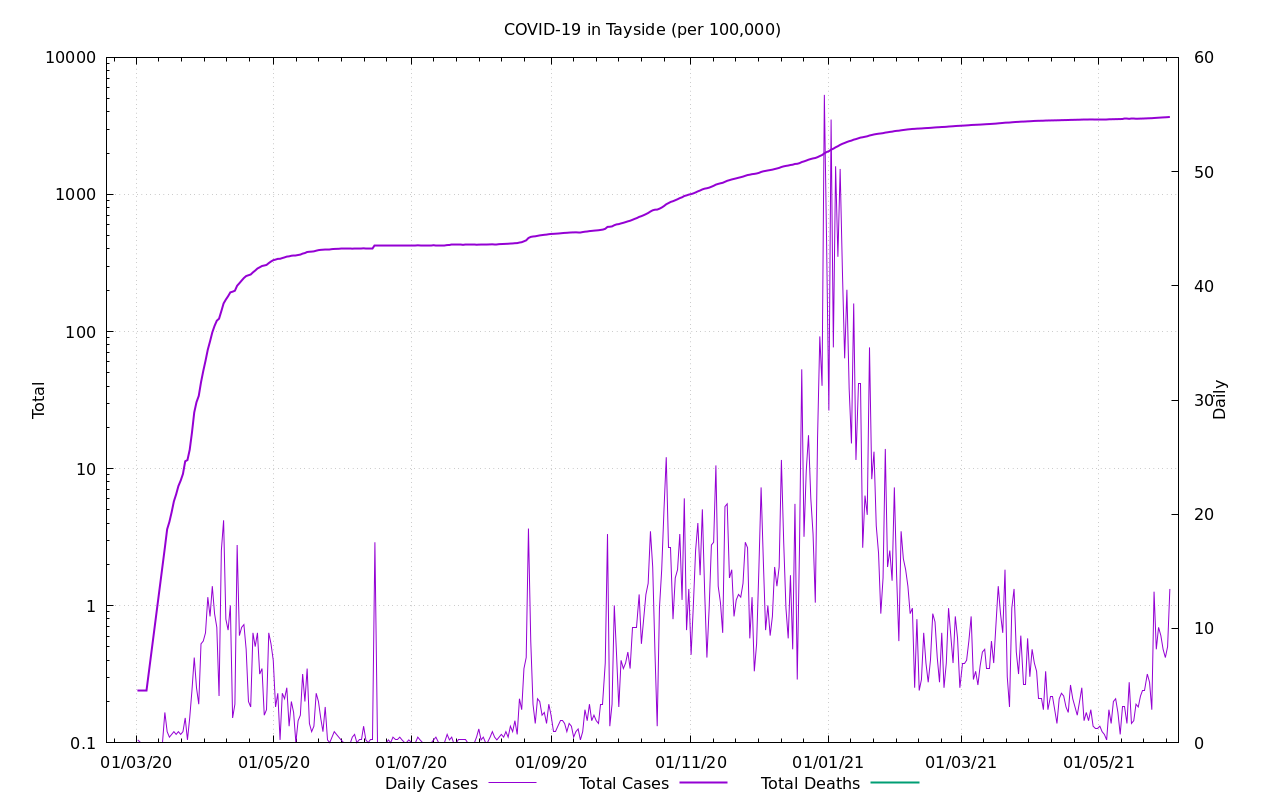 COVID-19 in Tayside (per 100,000)
10000
1000
100
10
1
0.1
Total
60
50
40
30
20
10
0
Daily
01/03/20 01/05/20 01/07/20 01/09/20 01/11/20 01/01/21 01/03/21 01/05/21
Daily Cases Total Cases Total Deaths